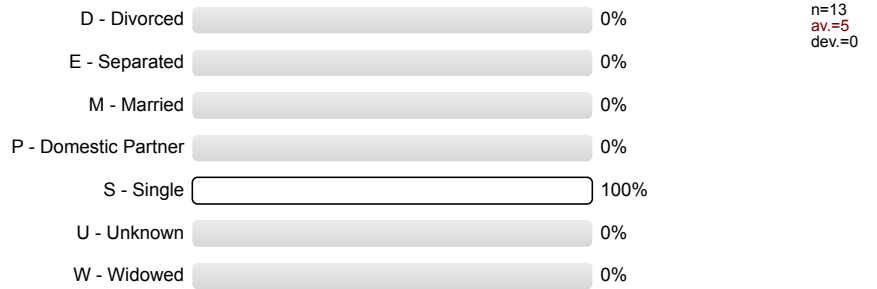 D - Divorced 0%
E - Separated 0%
M - Married 0%
P - Domestic Partner 0%
S - Single 100%
U - Unknown 0%
W - Widowed 0%
n=13
av.=5
dev.=0